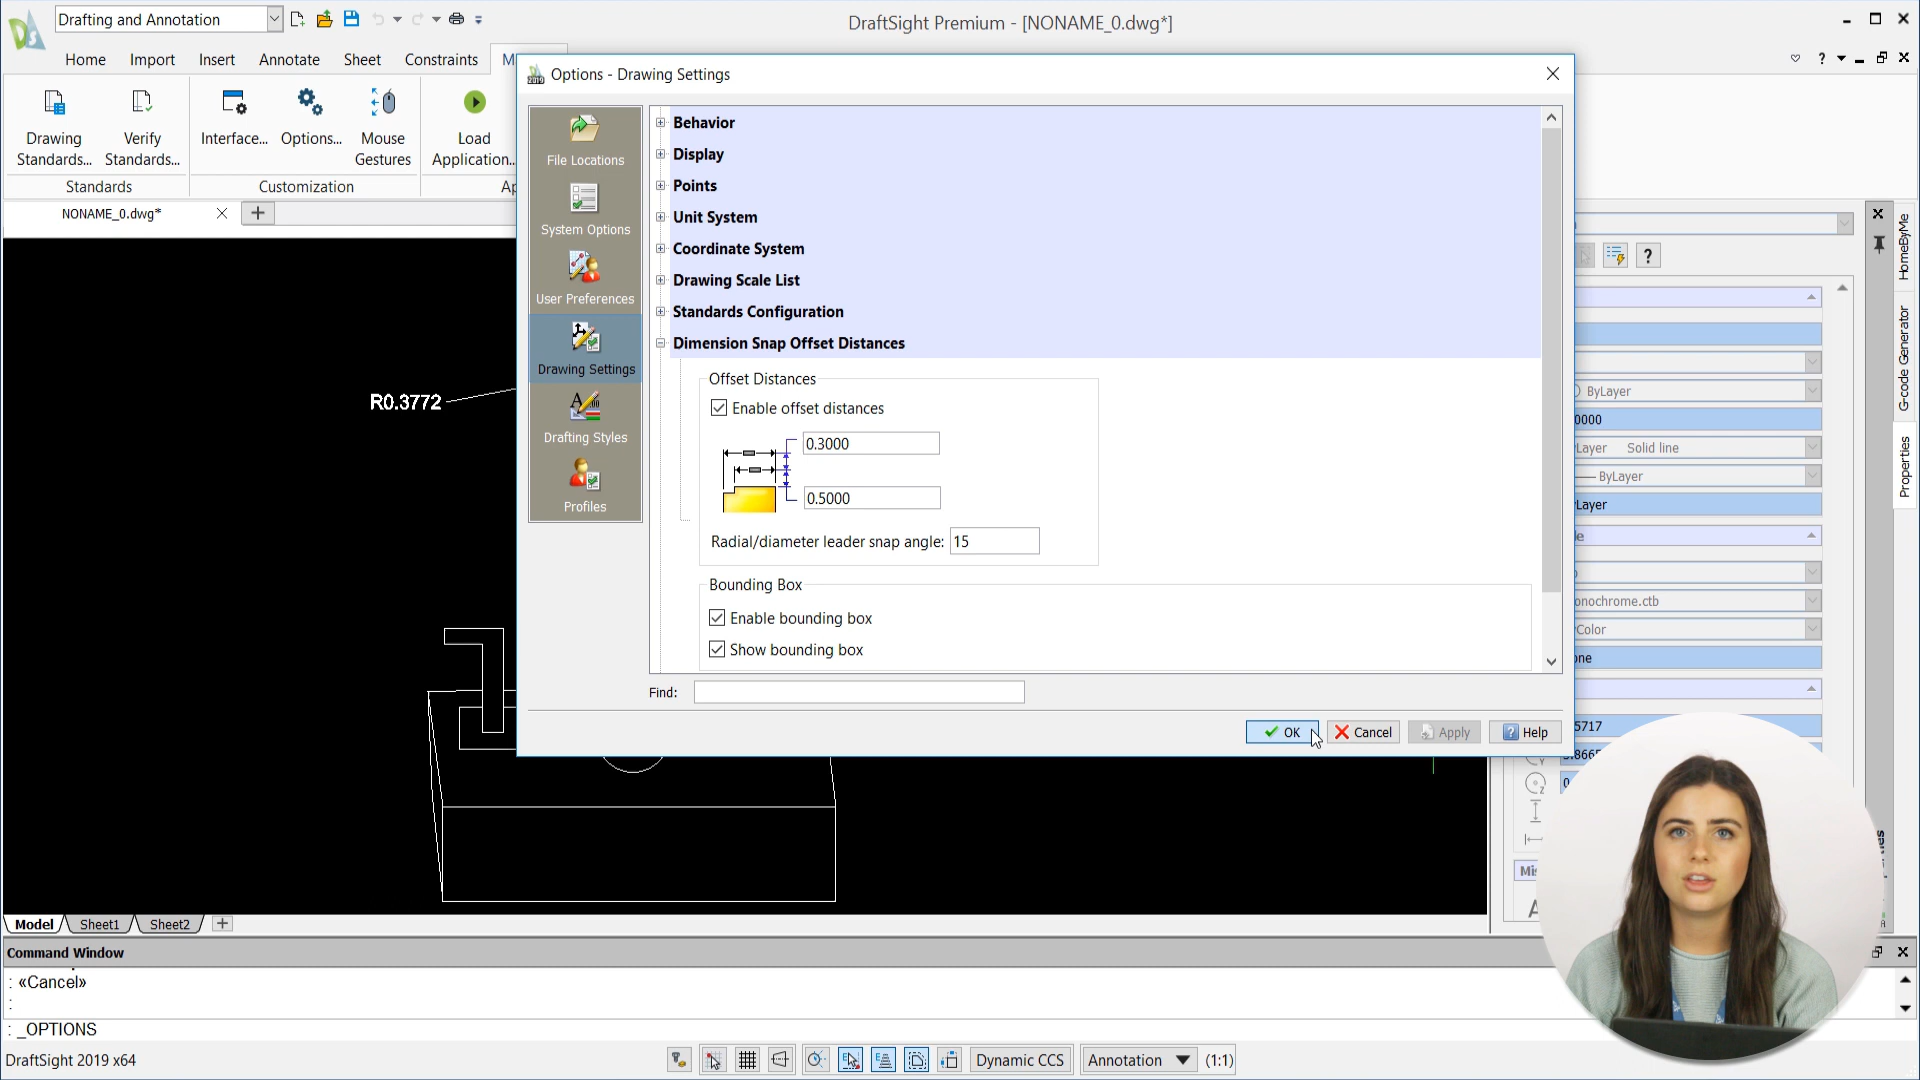 Drafting and Annotation
DraftSight Premium - [NONAME_0.dwg*]
Home Import Insert Annotate Sheet Constraints
Options - Drawing Settings
Drawing Standards...
Verify Standards...
Interface...
Options...
Mouse Gestures
Load Application...
Standards
Customization
NONAME_0.dwg*
File Locations
System Options
User Preferences
Drawing Settings
Drafting Styles
Profiles
Behavior
Display
Points
Unit System
Coordinate System
Drawing Scale List
Standards Configuration
Dimension Snap Offset Distances
Offset Distances
Enable offset distances
0.3000
0.5000
Radial/diameter leader snap angle: 15
Bounding Box
Enable bounding box
Show bounding box
Find:
OK Cancel Apply Help
R0.3772
HomeByMe
G-code Generator
Properties
ByLayer
0000
Layer Solid line
ByLayer
Layer
onochrome.ctb
Color
one
5717
.8665
Model Sheet1 Sheet2
Command Window
: «Cancel»
:
: _OPTIONS
DraftSight 2019 x64
Dynamic CCS
Annotation
(1:1)